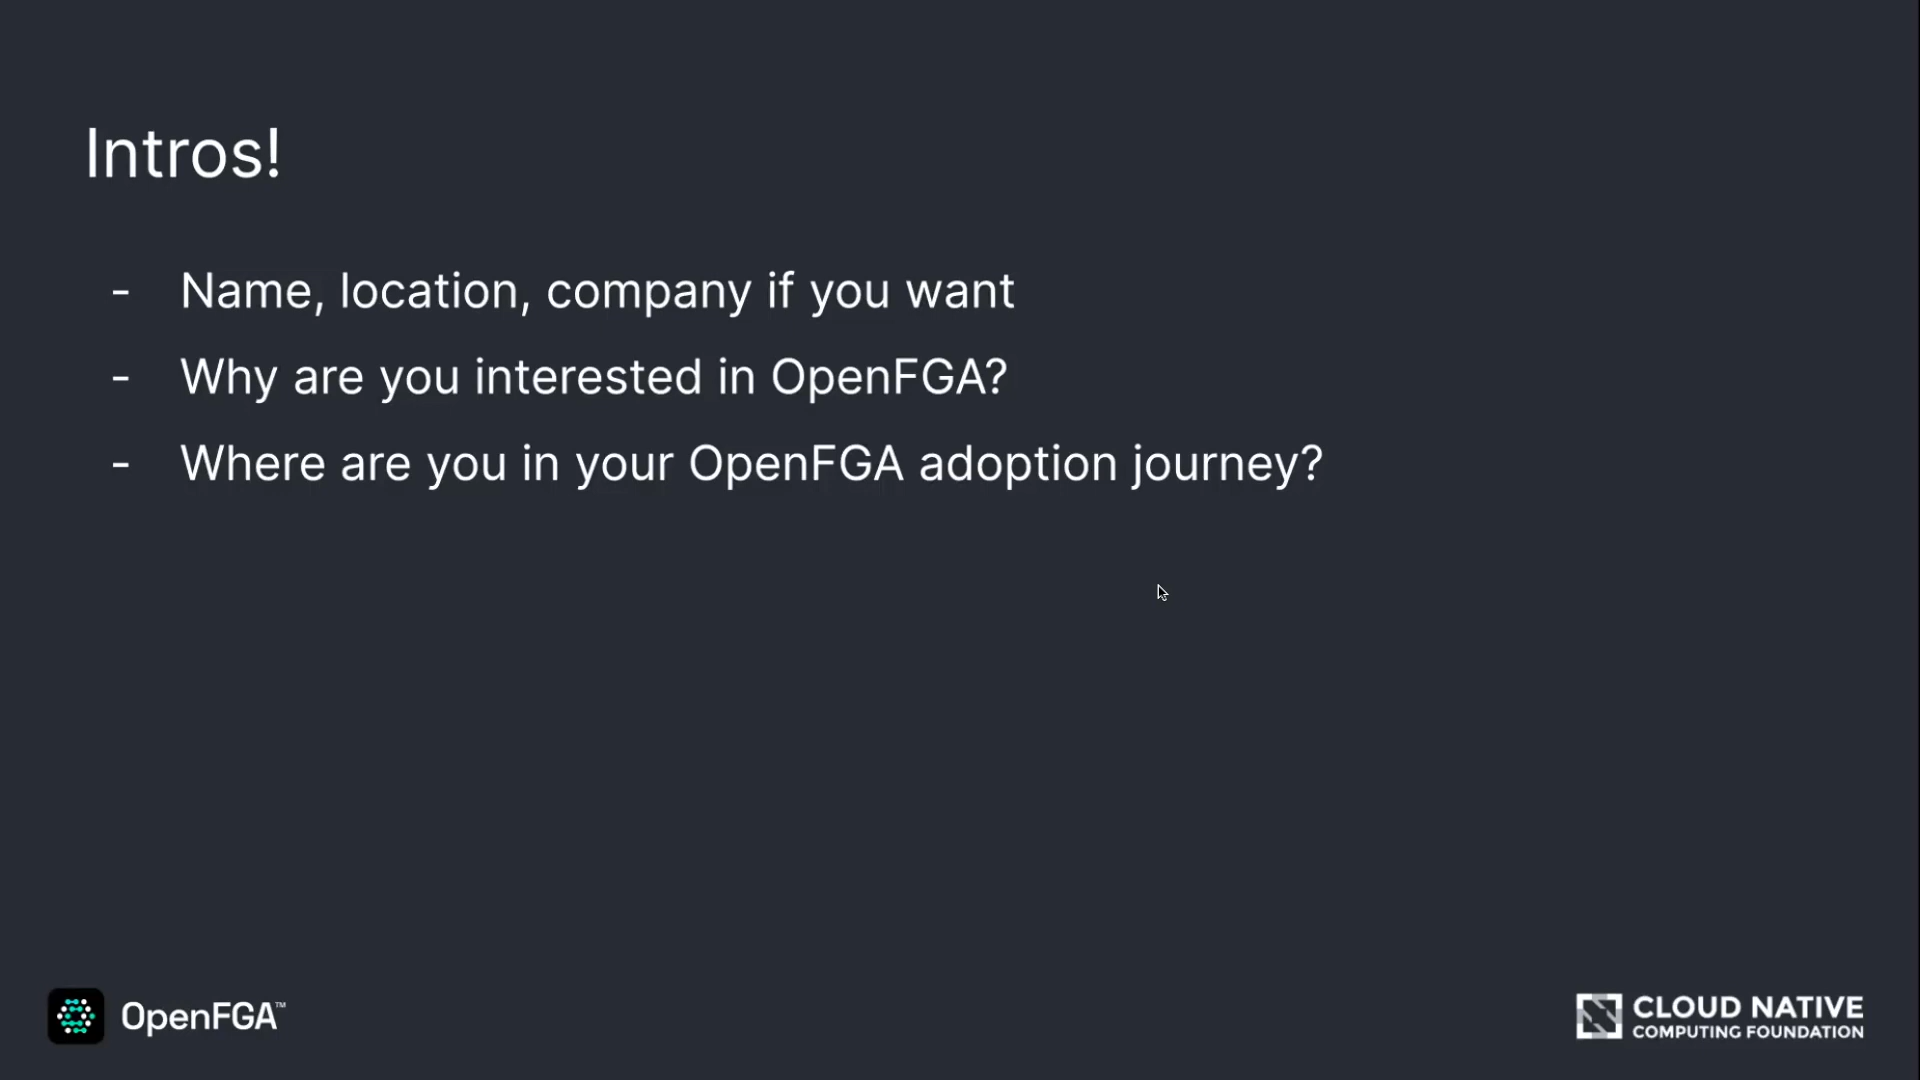 Intros!
- Name, location, company if you want
- Why are you interested in OpenFGA?
- Where are you in your OpenFGA adoption journey?
OpenFGA™
CLOUD NATIVE
COMPUTING FOUNDATION